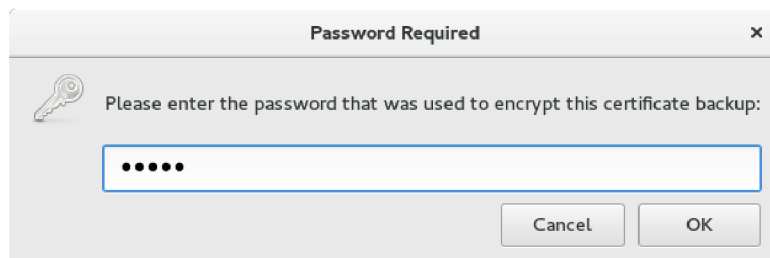 Password Required
×
Please enter the password that was used to encrypt this certificate backup:
•••••
Cancel OK